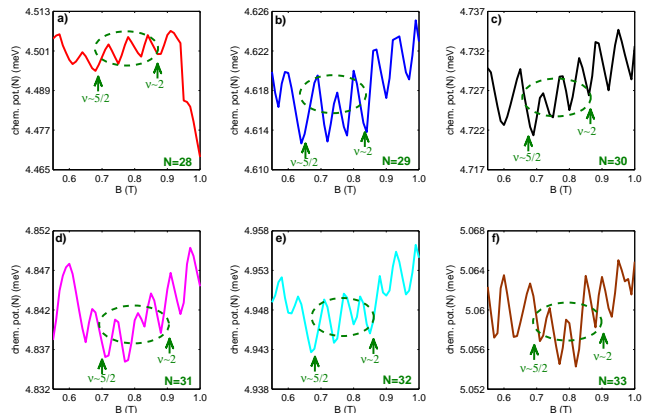 a)
chem. pot.(N) (meV)
4.513
4.501
4.489
4.477
4.465
ν~5/2
ν~2
N=28
0.6 0.7 0.8 0.9 1.0
B (T)
b)
chem. pot.(N) (meV)
4.626
4.622
4.618
4.614
4.610
ν~5/2
ν~2
N=29
0.6 0.7 0.8 0.9 1.0
B (T)
c)
chem. pot.(N) (meV)
4.737
4.732
4.727
4.722
4.717
ν~5/2
ν~2
N=30
0.6 0.7 0.8 0.9 1.0
B (T)
d)
chem. pot.(N) (meV)
4.852
4.847
4.842
4.837
4.832
ν~5/2
ν~2
N=31
0.6 0.7 0.8 0.9 1.0
B (T)
e)
chem. pot.(N) (meV)
4.958
4.953
4.948
4.943
4.938
ν~5/2
ν~2
N=32
0.6 0.7 0.8 0.9 1.0
B (T)
f)
chem. pot.(N) (meV)
5.068
5.064
5.06
5.056
5.052
ν~5/2
ν~2
N=33
0.6 0.7 0.8 0.9 1.0
B (T)